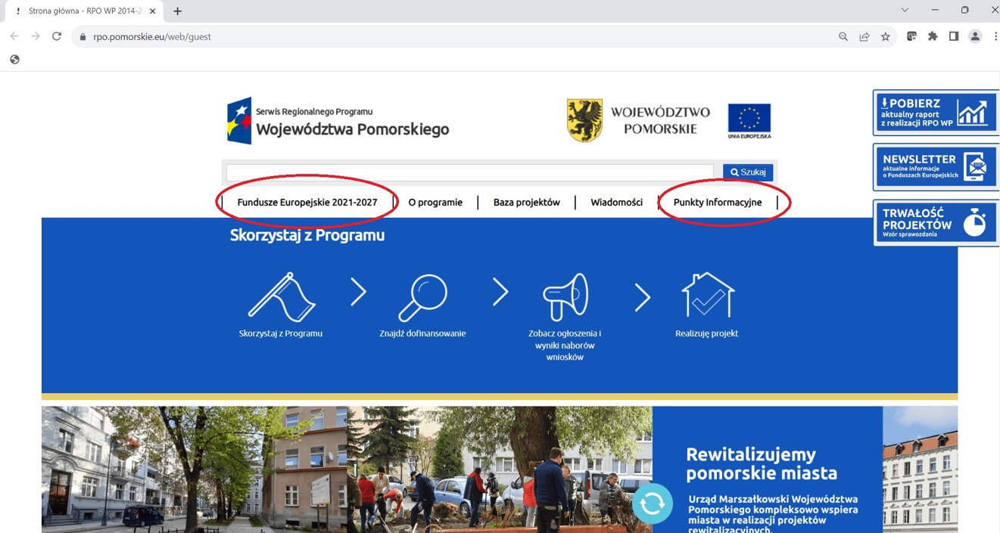 Strona główna - RPO WP 2014-2
rpo.pomorskie.eu/web/guest
Serwis Regionalnego Programu
Województwa Pomorskiego
WOJEWÓDZTWO
POMORSKIE
UNIA EUROPEJSKA
POBIERZ
aktualny raport
z realizacji RPO WP
NEWSLETTER
aktualne informacje
o Funduszach Europejskich
TRWAŁOŚĆ
PROJEKTÓW
Wzór sprawozdania
Szukaj
Fundusze Europejskie 2021-2027
O programie
Baza projektów
Wiadomości
Punkty Informacyjne
Skorzystaj z Programu
Skorzystaj z Programu
Znajdź dofinansowanie
Zobacz ogłoszenia i
wyniki naborów
wniosków
Realizuję projekt
Rewitalizujemy
pomorskie miasta
Urząd Marszałkowski Województwa
Pomorskiego kompleksowo wspiera
miasta w realizacji projektów
rewitalizacyjnych.